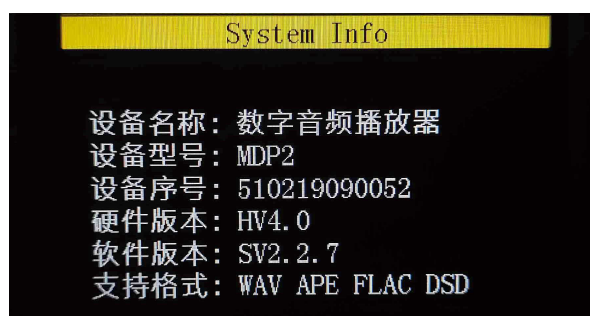 System Info
设备名称: 数字音频播放器
设备型号: MDP2
设备序号: 510219090052
硬件版本: HV4.0
软件版本: SV2.2.7
支持格式: WAV APE FLAC DSD